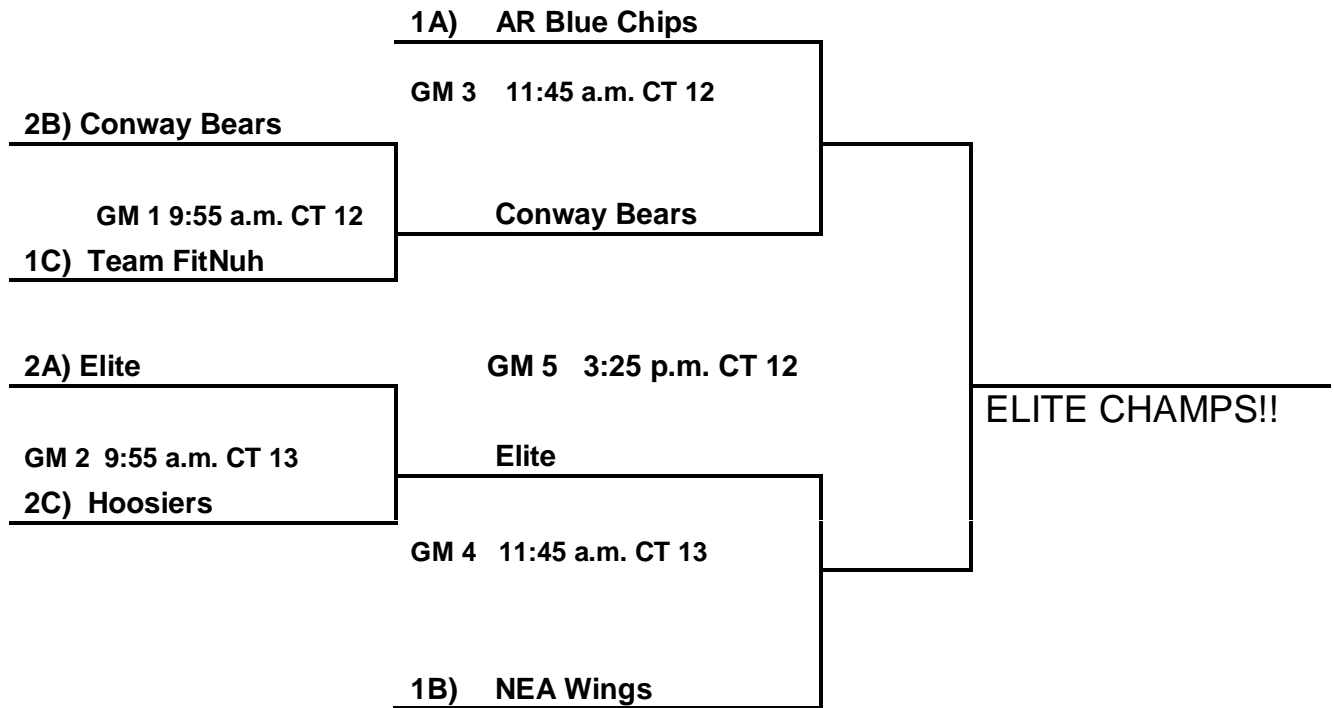 1A) AR Blue Chips
GM 3 11:45 a.m. CT 12
2B) Conway Bears
GM 1 9:55 a.m. CT 12
Conway Bears
1C) Team FitNuh
2A) Elite
GM 5 3:25 p.m. CT 12
ELITE CHAMPS!!
GM 2 9:55 a.m. CT 13
Elite
2C) Hoosiers
GM 4 11:45 a.m. CT 13
1B) NEA Wings